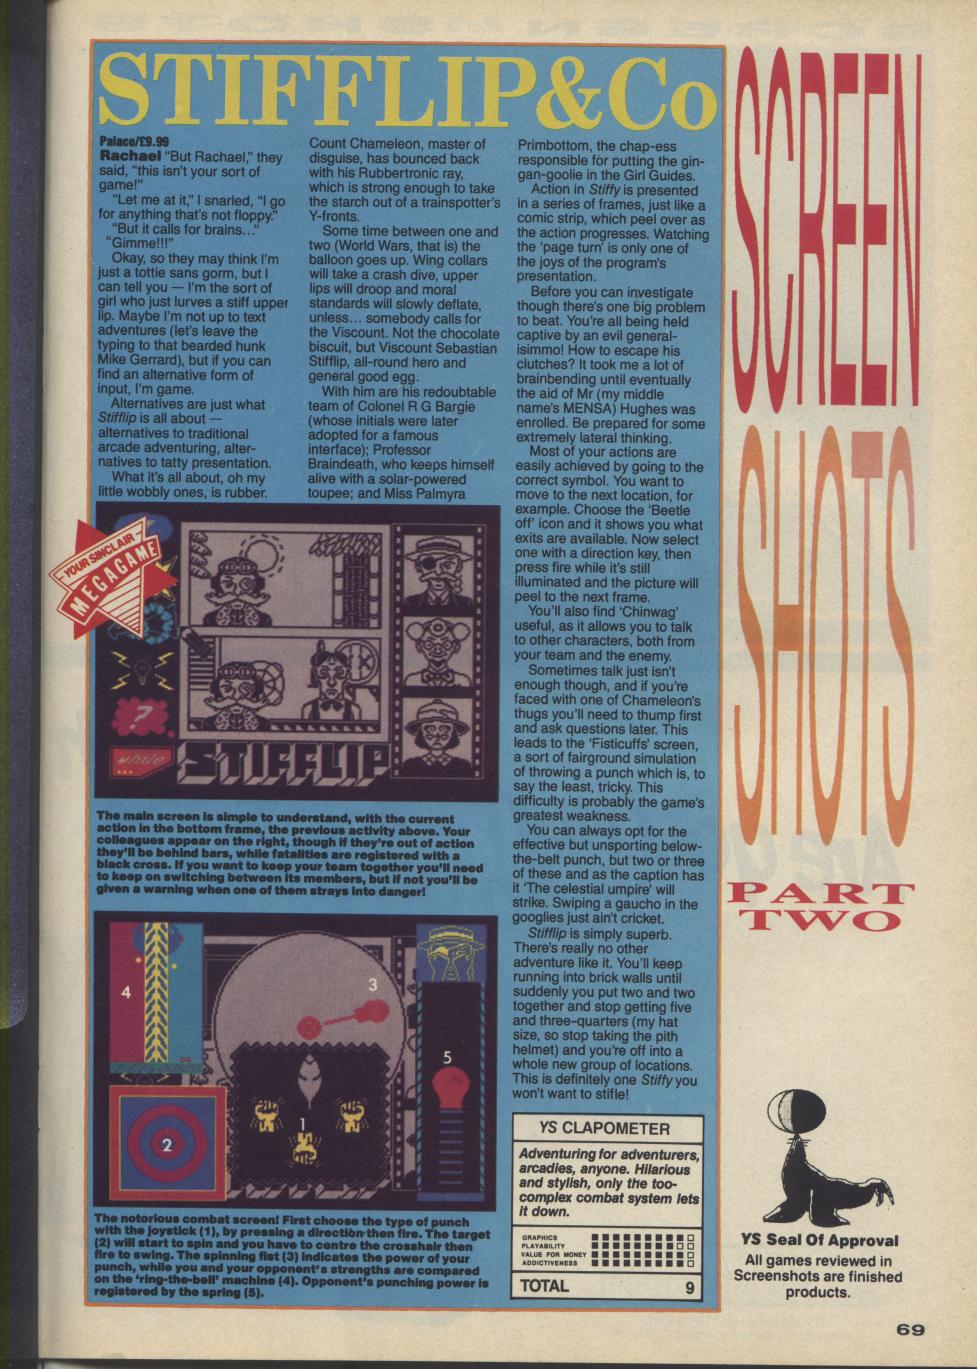 STIFFLIP&Co
Palace/£9.99
Rachael “But Rachael,” they
said, “this isn't your sort of
game!”
“Let me at it,” I snarled, “I go
for anything that's not floppy.”
“But it calls for brains...”
“Gimme!!!”
Okay, so they may think I'm
just a tottie sans gorm, but I
can tell you — I'm the sort of
girl who just lurves a stiff upper
lip. Maybe I'm not up to text
adventures (let's leave the
typing to that bearded hunk
Mike Gerrard), but if you can
find an alternative form of
input, I'm game.
Alternatives are just what
Stifflip is all about —
alternatives to traditional
arcade adventuring, alter-
natives to tatty presentation.
What it's all about, oh my
little wobbly ones, is rubber.
Count Chameleon, master of
disguise, has bounced back
with his Rubbertronic ray,
which is strong enough to take
the starch out of a trainspotter's
Y-fronts.
Some time between one and
two (World Wars, that is) the
balloon goes up. Wing collars
will take a crash dive, upper
lips will droop and moral
standards will slowly deflate,
unless... somebody calls for
the Viscount. Not the chocolate
biscuit, but Viscount Sebastian
Stifflip, all-round hero and
general good egg.
With him are his redoubtable
team of Colonel R G Bargie
(whose initials were later
adopted for a famous
interface); Professor
Braindeath, who keeps himself
alive with a solar-powered
toupee; and Miss Palmyra
Primbottom, the chap-ess
responsible for putting the gin-
gan-goolie in the Girl Guides.
Action in Stiffy is presented
in a series of frames, just like a
comic strip, which peel over as
the action progresses. Watching
the 'page turn' is only one of
the joys of the program's
presentation.
Before you can investigate
though there's one big problem
to beat. You're all being held
captive by an evil general-
isimmo! How to escape his
clutches? It took me a lot of
brainbending until eventually
the aid of Mr (my middle
name's MENSA) Hughes was
enrolled. Be prepared for some
extremely lateral thinking.
Most of your actions are
easily achieved by going to the
correct symbol. You want to
move to the next location, for
example. Choose the 'Beetle
off' icon and it shows you what
exits are available. Now select
one with a direction key, then
press fire while it's still
illuminated and the picture will
peel to the next frame.
You'll also find 'Chinwag'
useful, as it allows you to talk
to other characters, both from
your team and the enemy.
Sometimes talk just isn't
enough though, and if you're
faced with one of Chameleon's
thugs you'll need to thump first
and ask questions later. This
leads to the 'Fisticuffs' screen,
a sort of fairground simulation
of throwing a punch which is, to
say the least, tricky. This
difficulty is probably the game's
greatest weakness.
You can always opt for the
effective but unsporting below-
the-belt punch, but two or three
of these and as the caption has
it 'The celestial umpire' will
strike. Swiping a gaucho in the
googlies just ain't cricket.
Stifflip is simply superb.
There's really no other
adventure like it. You'll keep
running into brick walls until
suddenly you put two and two
together and stop getting five
and three-quarters (my hat
size, so stop taking the pith
helmet) and you're off into a
whole new group of locations.
This is definitely one Stiffy you
won't want to stifle!
YOUR SINCLAIR
MEGAGAME
?
while
...
STIFFLIP
The main screen is simple to understand, with the current
action in the bottom frame, the previous activity above. Your
colleagues appear on the right, though if they're out of action
they'll be behind bars, while fatalities are registered with a
black cross. If you want to keep your team together you'll need
to keep on switching between its members, but if not you'll be
given a warning when one of them strays into danger!
4
3
5
1
2
The notorious combat screen! First choose the type of punch
with the joystick (1), by pressing a direction then fire. The target
(2) will start to spin and you have to centre the crosshair then
fire to swing. The spinning fist (3) indicates the power of your
punch, while you and your opponent's strengths are compared
on the 'ring-the-bell' machine (4). Opponent's punching power is
registered by the spring (5).
YS CLAPOMETER
Adventuring for adventurers,
arcadies, anyone. Hilarious
and stylish, only the too-
complex combat system lets
it down.
GRAPHICS
PLAYABILITY
VALUE FOR MONEY
ADDICTIVENESS
TOTAL 9
SCREEN
SHOTS
PART
TWO
YS Seal Of Approval
All games reviewed in
Screenshots are finished
products.
69